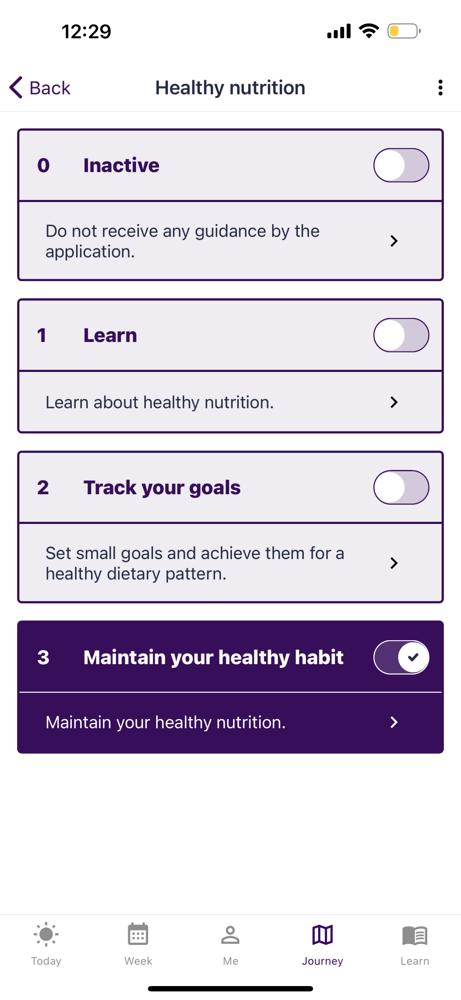 12:29
Back
Healthy nutrition
0 Inactive
Do not receive any guidance by the
application.
1 Learn
Learn about healthy nutrition.
2 Track your goals
Set small goals and achieve them for a
healthy dietary pattern.
3 Maintain your healthy habit
Maintain your healthy nutrition.
Today Week Me Journey Learn